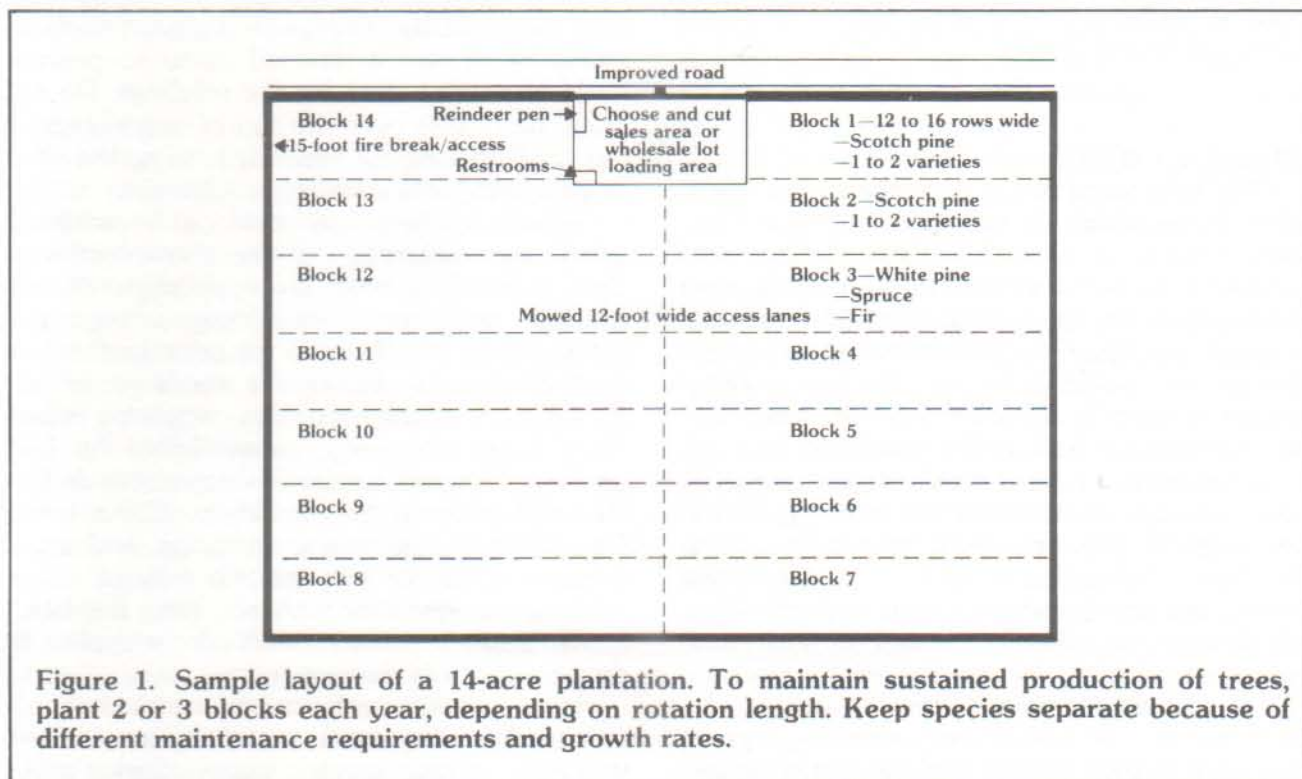 Improved road
Block 14
Reindeer pen
Choose and cut
sales area or
wholesale lot
loading area
Block 1—12 to 16 rows wide
—Scotch pine
—1 to 2 varieties
15-foot fire break/access
Restrooms
Block 13
Block 2—Scotch pine
—1 to 2 varieties
Block 12
Block 3—White pine
—Spruce
—Fir
Mowed 12-foot wide access lanes
Block 11
Block 4
Block 10
Block 5
Block 9
Block 6
Block 8
Block 7
Figure 1. Sample layout of a 14-acre plantation. To maintain sustained production of trees,
plant 2 or 3 blocks each year, depending on rotation length. Keep species separate because of
different maintenance requirements and growth rates.